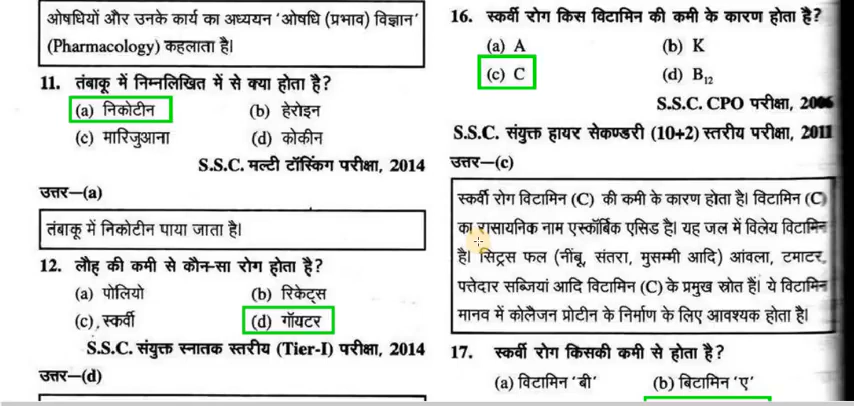 ओषधियों और उनके कार्य का अध्ययन 'ओषधि (प्रभाव) विज्ञान'
(Pharmacology) कहलाता है।
11. तंबाकू में निम्नलिखित में से क्या होता है?
(a) निकोटीन (b) हेरोइन
(c) मारिजुआना (d) कोकीन
S.S.C. मल्टी टॉस्किंग परीक्षा, 2014
उत्तर—(a)
तंबाकू में निकोटीन पाया जाता है।
12. लौह की कमी से कौन-सा रोग होता है?
(a) पोलियो (b) रिकेट्स
(c) स्कर्वी (d) गॉयटर
S.S.C. संयुक्त स्नातक स्तरीय (Tier-I) परीक्षा, 2014
उत्तर—(d)
16. स्कर्वी रोग किस विटामिन की कमी के कारण होता है?
(a) A (b) K
(c) C (d) B₁₂
S.S.C. CPO परीक्षा, 2006
S.S.C. संयुक्त हायर सेकण्डरी (10+2) स्तरीय परीक्षा, 2011
उत्तर—(c)
स्कर्वी रोग विटामिन (C) की कमी के कारण होता है। विटामिन (C)
का रासायनिक नाम एस्कॉर्बिक एसिड है। यह जल में विलेय विटामिन
है। सिट्रस फल (नींबू, संतरा, मुसम्मी आदि) आंवला, टमाटर,
पत्तेदार सब्जियां आदि विटामिन (C) के प्रमुख स्रोत हैं। ये विटामिन
मानव में कोलैजन प्रोटीन के निर्माण के लिए आवश्यक होता है।
17. स्कर्वी रोग किसकी कमी से होता है?
(a) विटामिन 'बी' (b) बिटामिन 'ए'